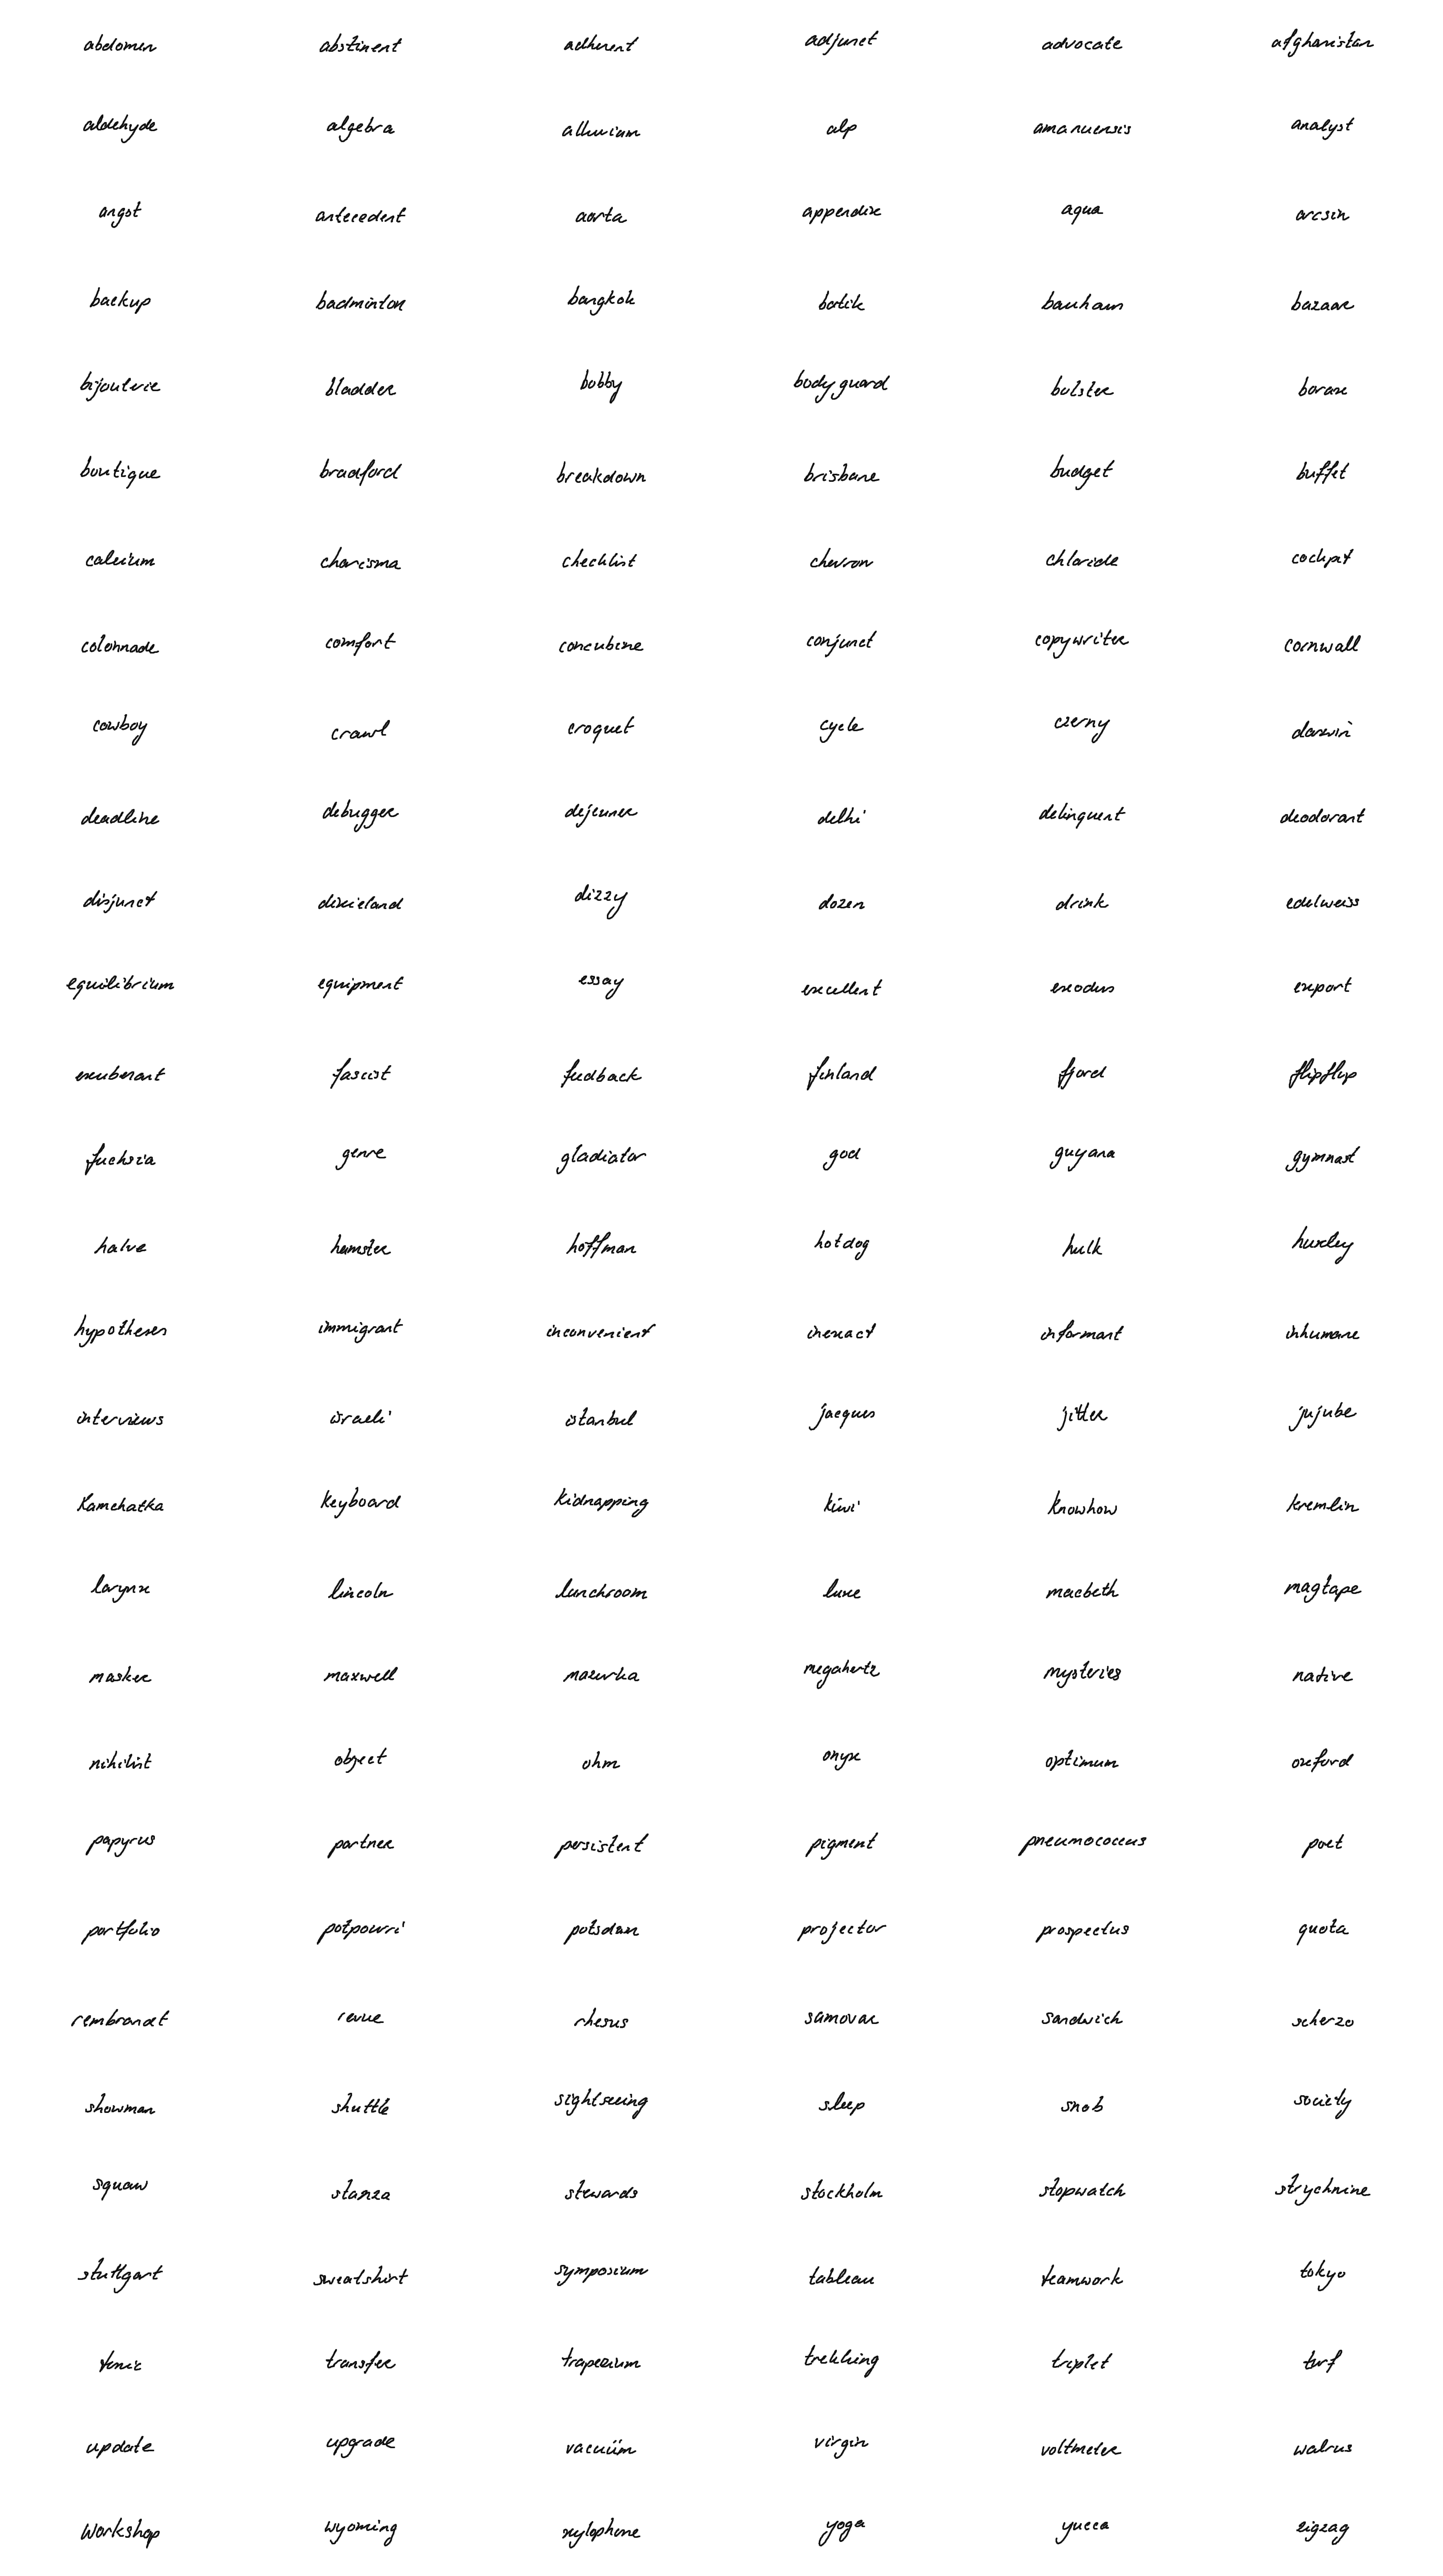 abdomen abstinent adherent adjunct advocate afghanistan
aldehyde algebra alluvium alp amanuensis analyst
angst antecedent aorta appendix aqua arcsin
backup badminton bangkok batik bauhaus bazaar
bijouterie bladder bobby bodyguard bolster borax
boutique bradford breakdown brisbane budget buffet
calcium charisma checklist chevron chloride cockpit
colonnade comfort concubine conjunct copywriter cornwall
cowboy crawl croquet cycle czerny darwin
deadline debugger dejeuner delhi delinquent deodorant
disjunct dixieland dizzy dozen drink edelweiss
equilibrium equipment essay excellent exodus export
exuberant fascist feedback finland fjord flipflop
fuchsia genre gladiator god guyana gymnast
halve hamster hoffman hotdog hulk huxley
hypotheses immigrant inconvenient inexact informant inhumane
interviews israeli istanbul jacques jitter jujube
kamchatka keyboard kidnapping kiwi knowhow kremlin
larynx lincoln lunchroom luxe macbeth magtape
masker maxwell mazurka megahertz mysteries native
nihilist object ohm onyx optimum oxford
papyrus partner persistent pigment pneumococcus poet
portfolio potpourri potsdam projector prospectus quota
rembrandt revue rhesus samovar sandwich scherzo
showman shuttle sightseeing sleep snob society
squaw stanza stewards stockholm stopwatch strychnine
stuttgart sweatshirt symposium tableau teamwork tokyo
tonic transfer trapezium trekking triplet turf
update upgrade vacuüm virgin voltmeter walrus
workshop wyoming xylophone yoga yucca zigzag